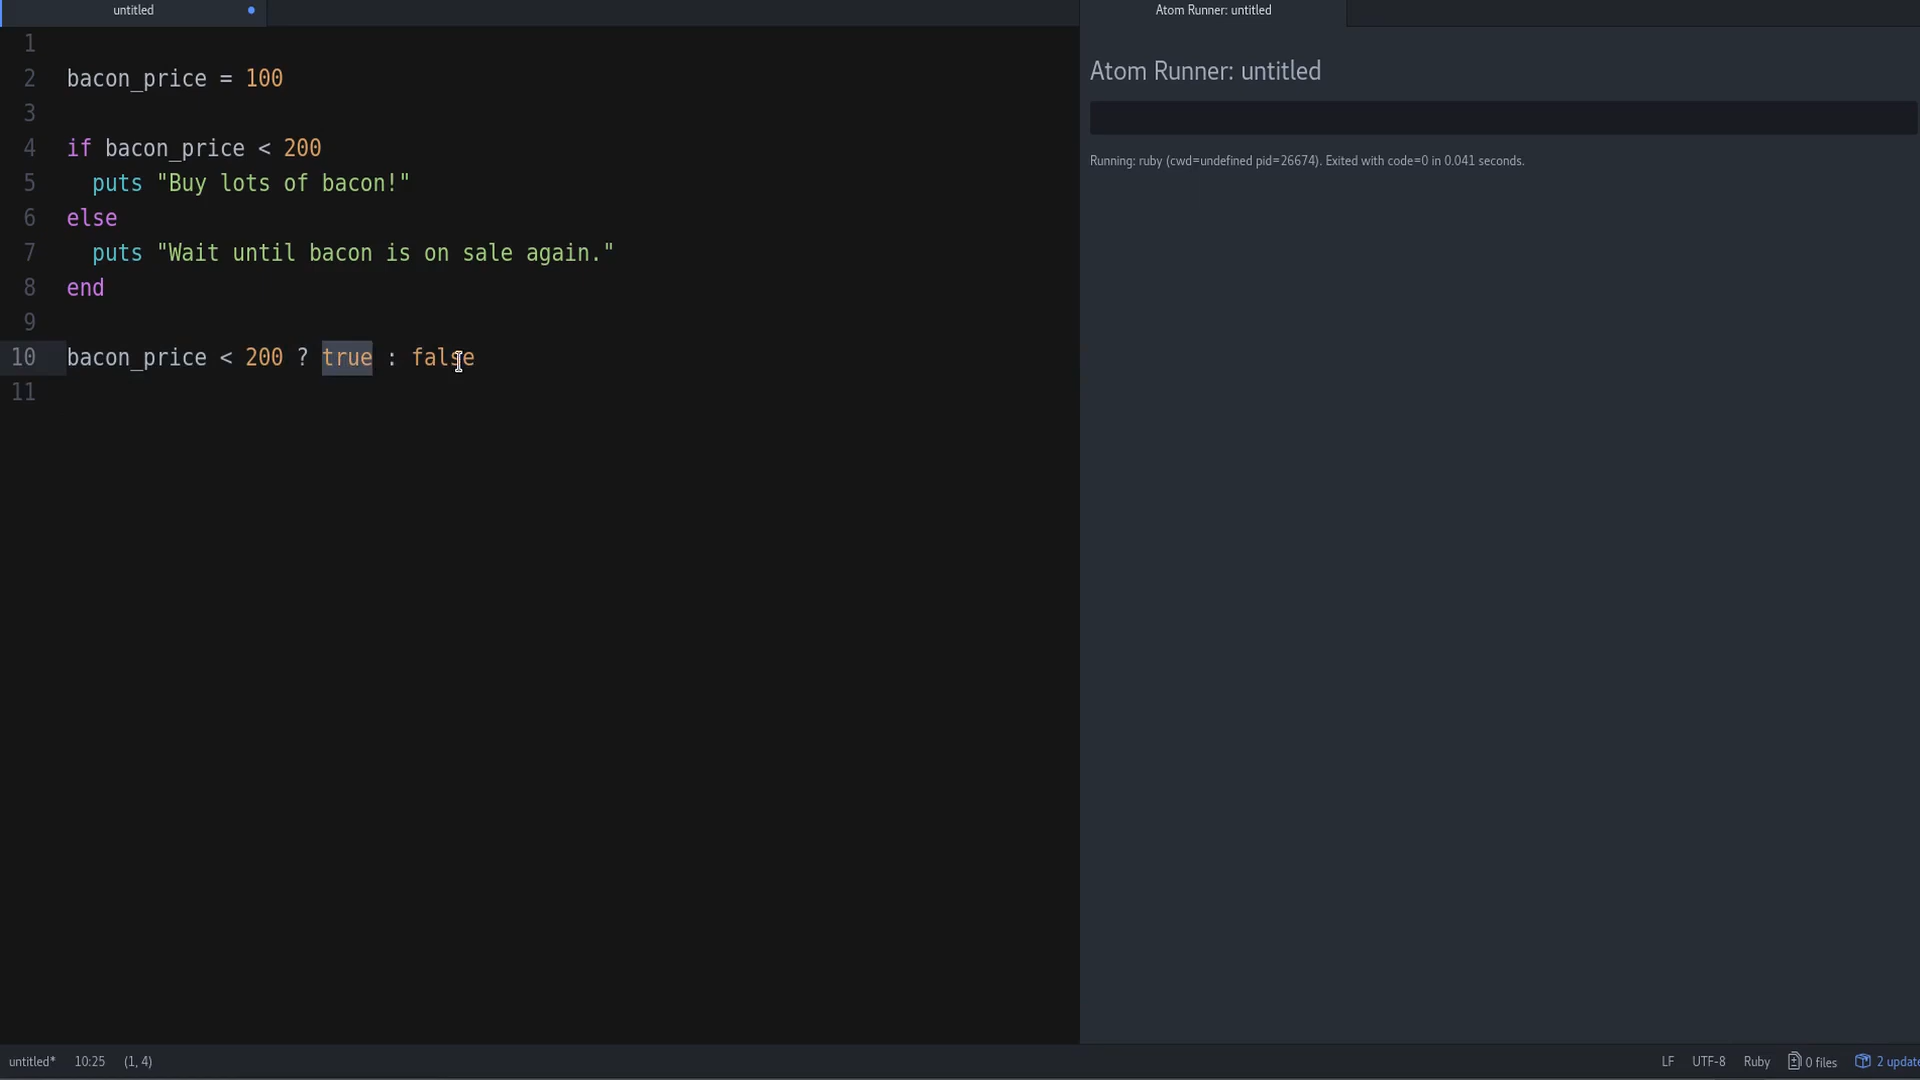 untitled
Atom Runner: untitled
1
2 bacon_price = 100
3
4 if bacon_price < 200
5 puts "Buy lots of bacon!"
6 else
7 puts "Wait until bacon is on sale again."
8 end
9
10 bacon_price < 200 ? true : false
11
Atom Runner: untitled
Running: ruby (cwd=undefined pid=26674). Exited with code=0 in 0.041 seconds.
untitled* 10:25 (1, 4)
LF UTF-8 Ruby 0 files 2 update